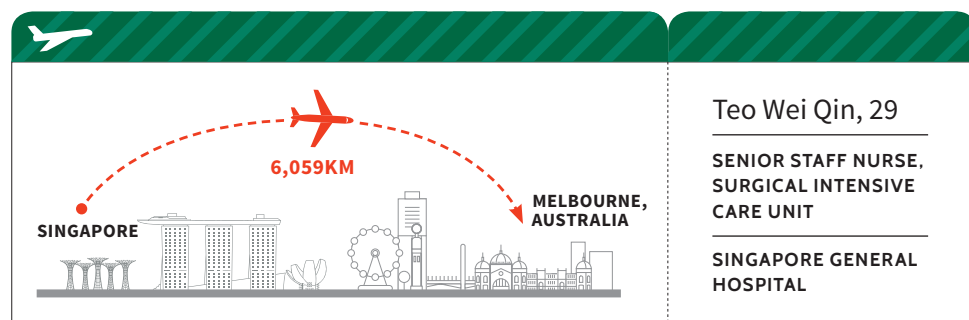 6,059KM
SINGAPORE
MELBOURNE,
AUSTRALIA
Teo Wei Qin, 29
SENIOR STAFF NURSE,
SURGICAL INTENSIVE
CARE UNIT
SINGAPORE GENERAL
HOSPITAL